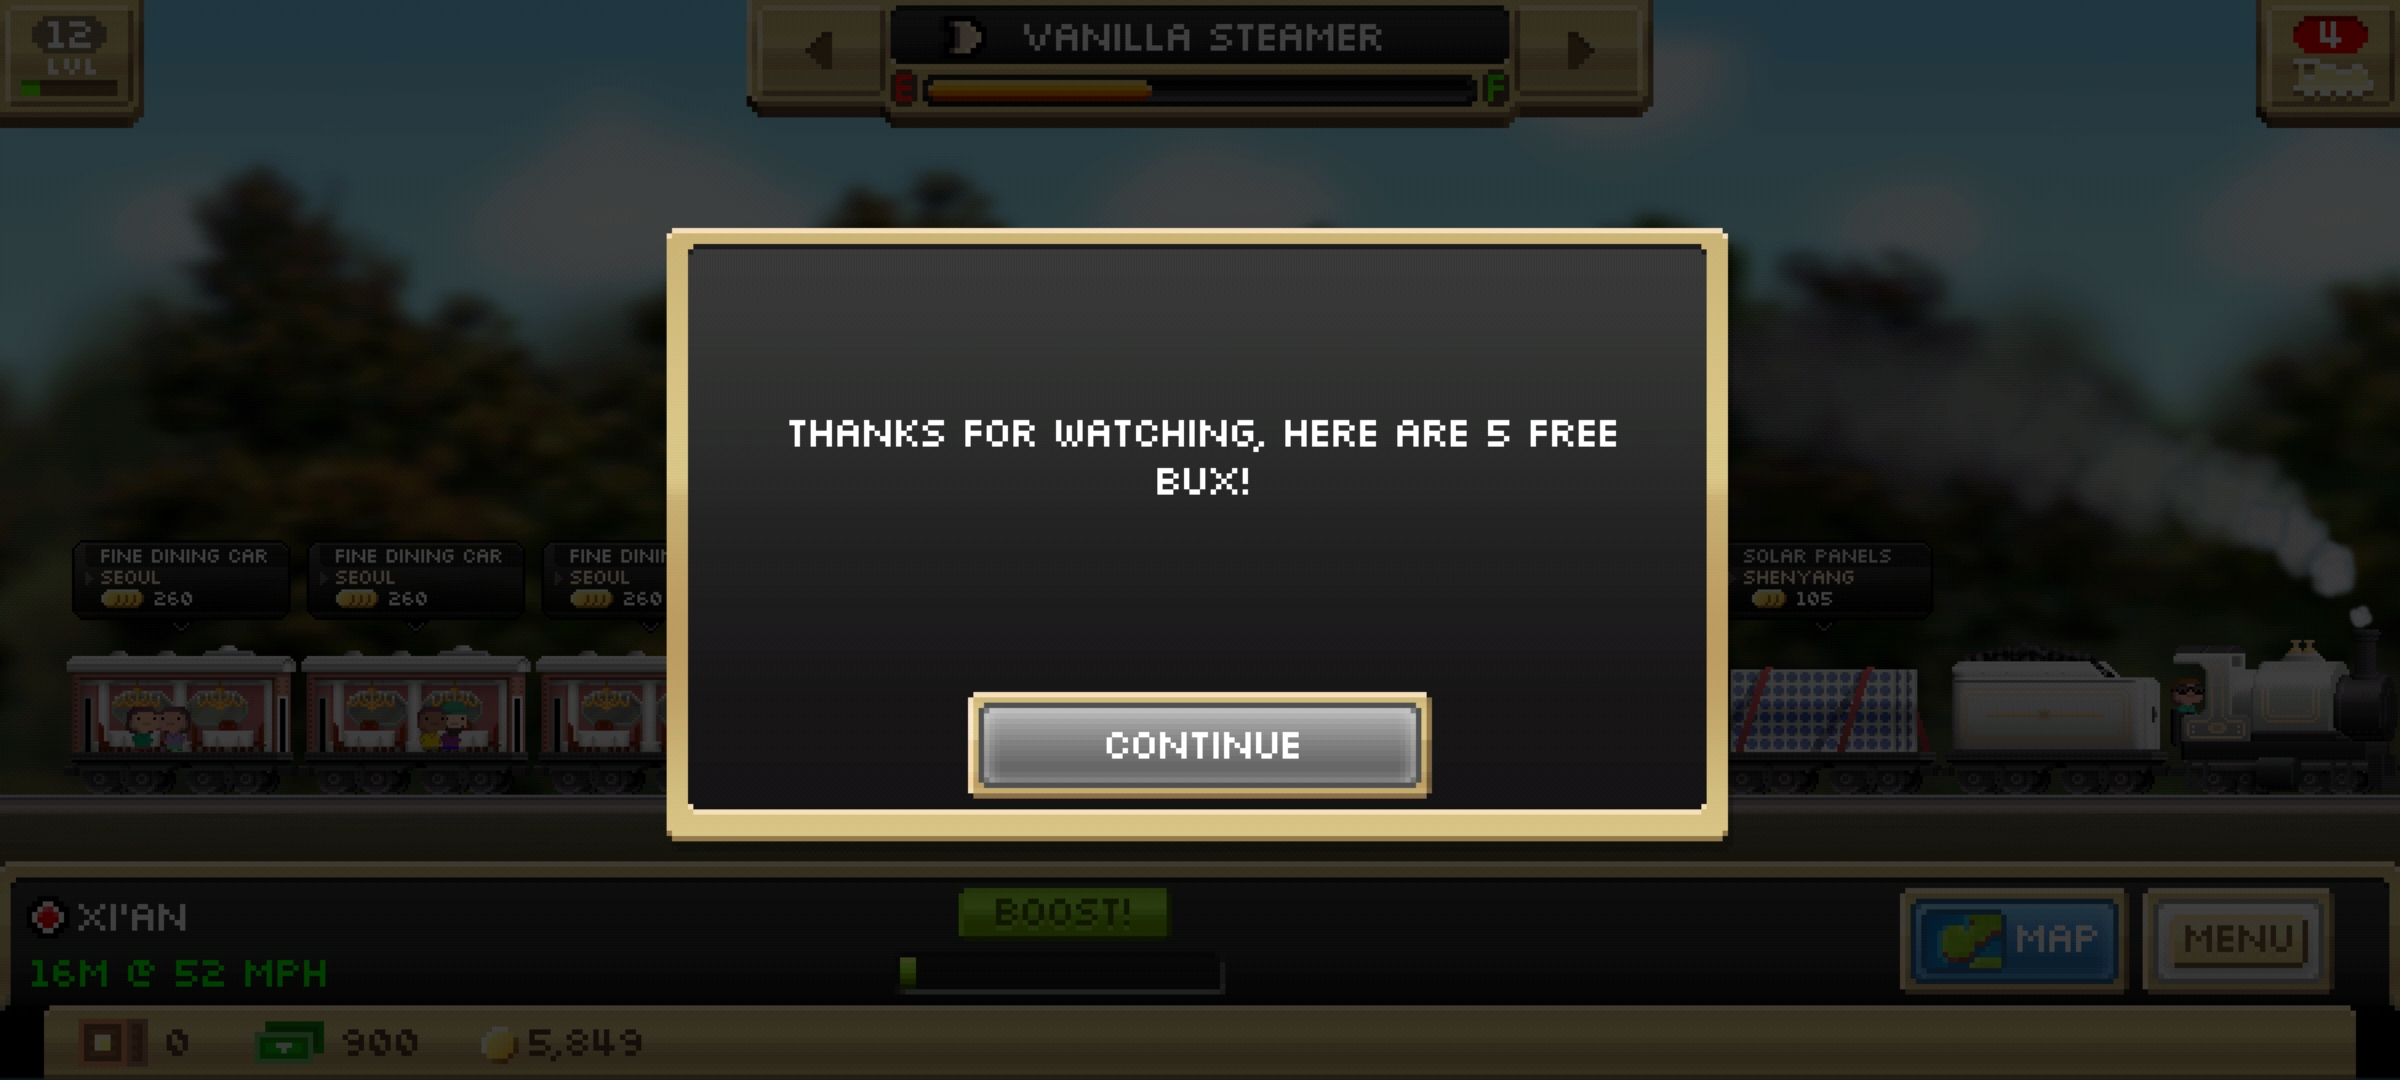 12
LVL
VANILLA STEAMER
E F
4
THANKS FOR WATCHING, HERE ARE 5 FREE
BUX!
CONTINUE
FINE DINING CAR
SEOUL
260
FINE DINING CAR
SEOUL
260
FINE DININ
SEOUL
260
SOLAR PANELS
SHENYANG
105
XI'AN
16M @ 52 MPH
BOOST!
MAP
MENU
0 900 5,849